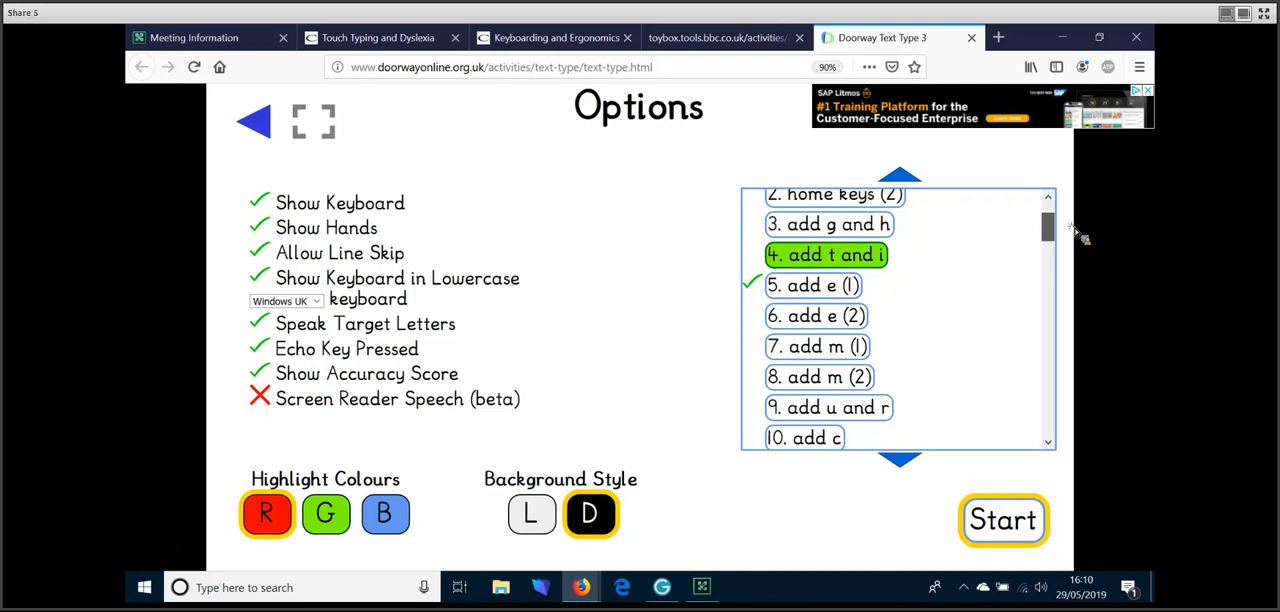 Share 5
Meeting Information
Touch Typing and Dyslexia
Keyboarding and Ergonomics
toybox.tools.bbc.co.uk/activities/
Doorway Text Type 3
www.doorwayonline.org.uk/activities/text-type/text-type.html
90%
ABP
Options
SAP Litmos
#1 Training Platform for the
Customer-Focused Enterprise
Show Keyboard
Show Hands
Allow Line Skip
Show Keyboard in Lowercase
Windows UK keyboard
Speak Target Letters
Echo Key Pressed
Show Accuracy Score
Screen Reader Speech (beta)
2. home keys (2)
3. add g and h
4. add t and i
5. add e (1)
6. add e (2)
7. add m (1)
8. add m (2)
9. add u and r
10. add c
Highlight Colours
R G B
Background Style
L D
Start
Type here to search
16:10
29/05/2019
1